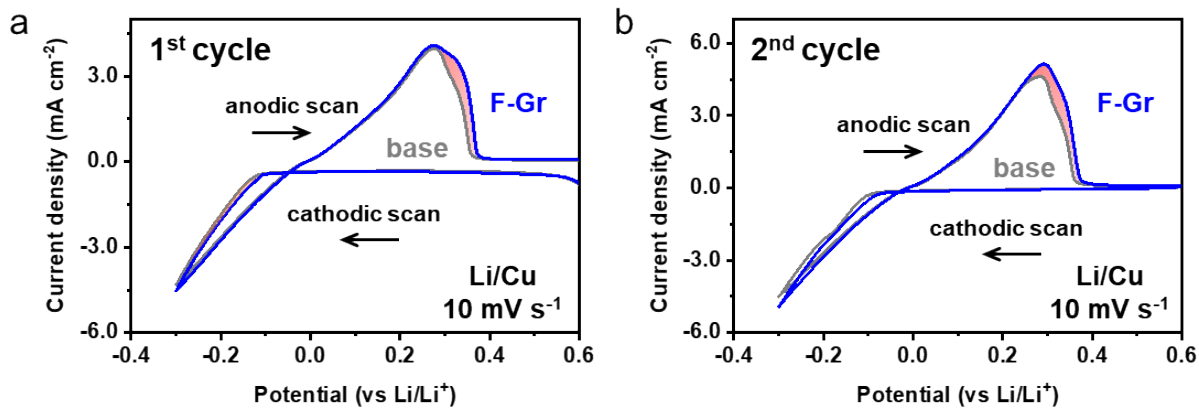 a
1st cycle
anodic scan
F-Gr
base
cathodic scan
Li/Cu
10 mV s-1
Current density (mA cm-2)
3.0
0.0
-3.0
-6.0
-0.4
-0.2
0.0
0.2
0.4
0.6
Potential (vs Li/Li+)
b
2nd cycle
anodic scan
F-Gr
base
cathodic scan
Li/Cu
10 mV s-1
Current density (mA cm-2)
6.0
3.0
0.0
-3.0
-6.0
-0.4
-0.2
0.0
0.2
0.4
0.6
Potential (vs Li/Li+)